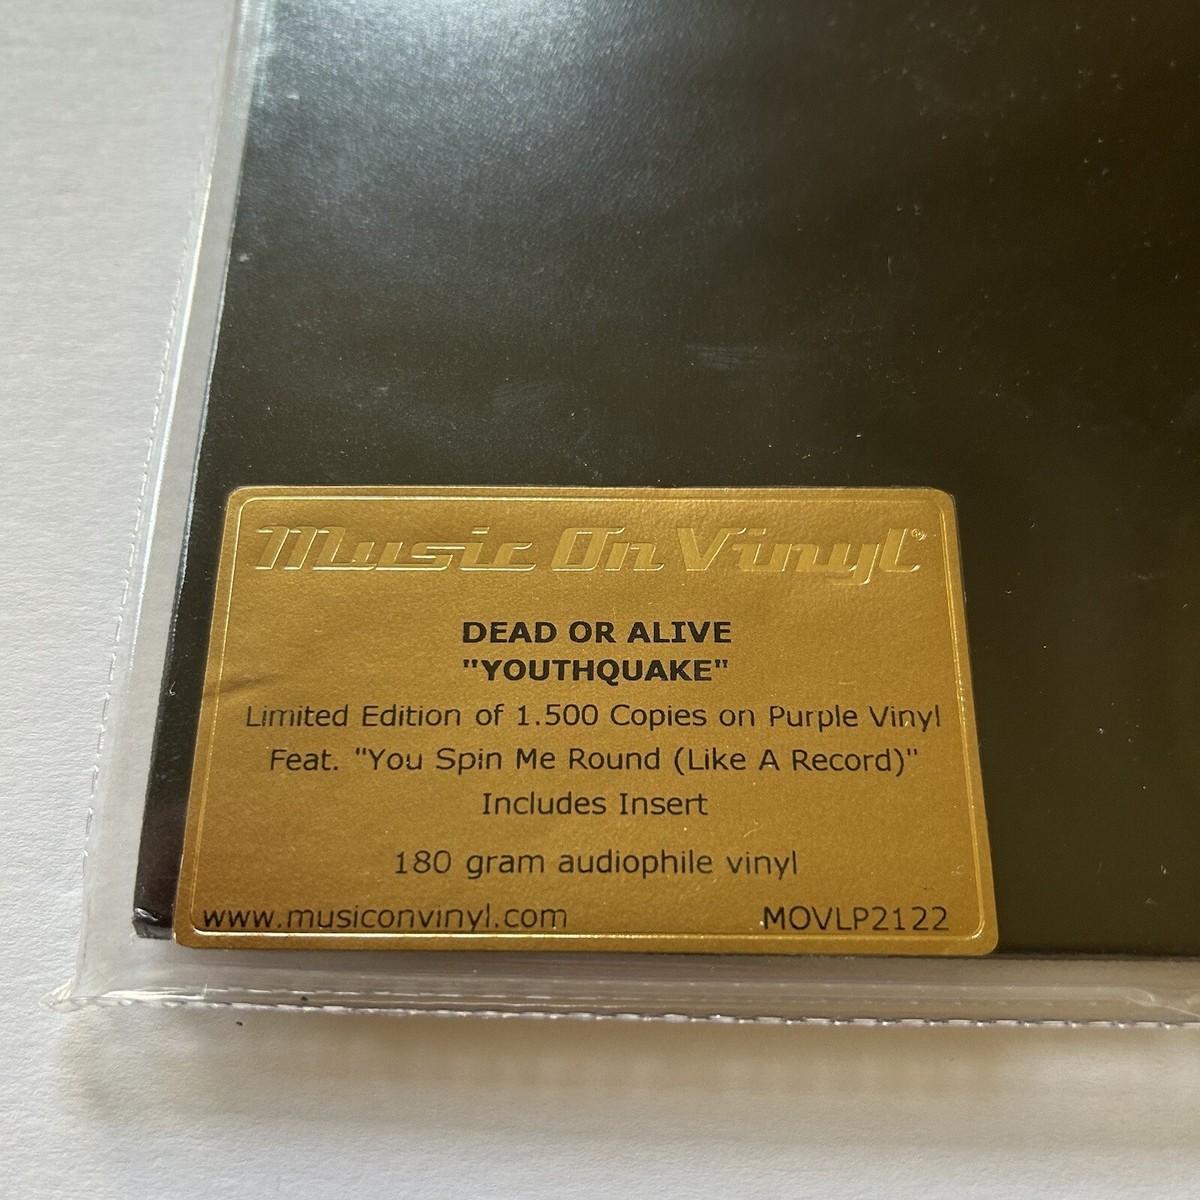 Music On Vinyl®
DEAD OR ALIVE
"YOUTHQUAKE"
Limited Edition of 1.500 Copies on Purple Vinyl
Feat. "You Spin Me Round (Like A Record)"
Includes Insert
180 gram audiophile vinyl
www.musiconvinyl.com MOVLP2122